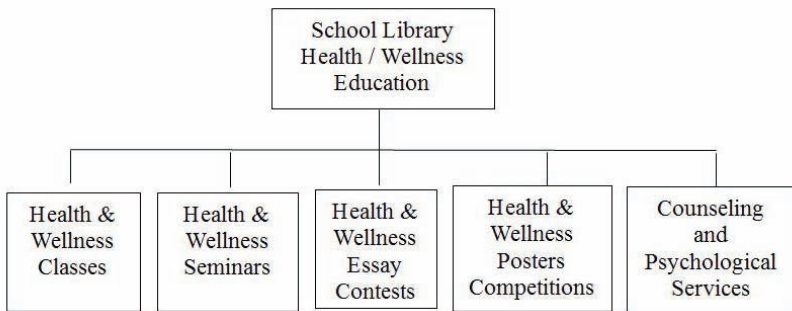 School Library
Health / Wellness
Education
Health &
Wellness
Classes
Health &
Wellness
Seminars
Health &
Wellness
Essay
Contests
Health &
Wellness
Posters
Competitions
Counseling
and
Psychological
Services